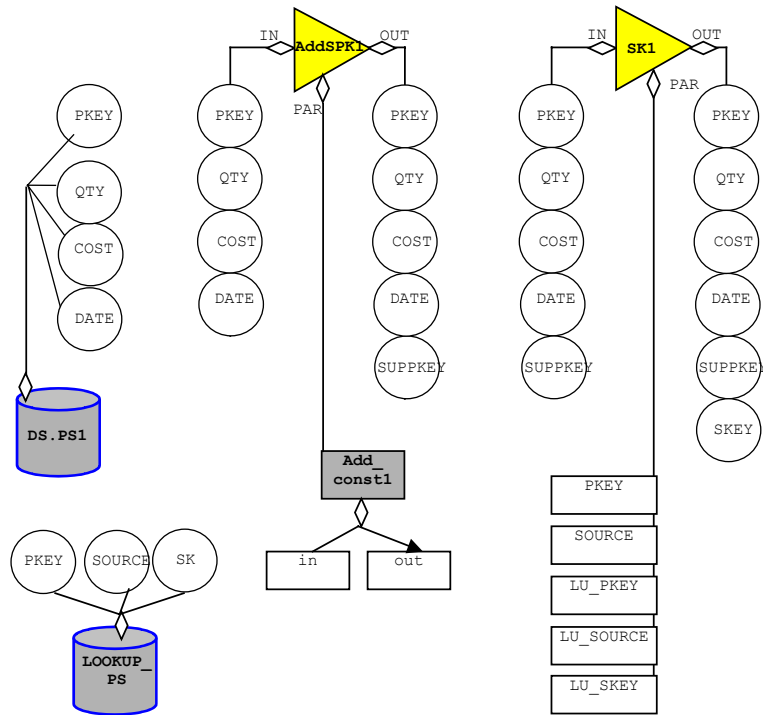 IN
AddSPK1
OUT
PAR
IN
SK1
OUT
PAR
PKEY
QTY
COST
DATE
DS.PS1
PKEY
QTY
COST
DATE
PKEY
QTY
COST
DATE
SUPPKEY
Add_
const1
in
out
PKEY
QTY
COST
DATE
SUPPKEY
PKEY
QTY
COST
DATE
SUPPKEY
SKEY
PKEY
SOURCE
LU_PKEY
LU_SOURCE
LU_SKEY
PKEY
SOURCE
SK
LOOKUP_
PS